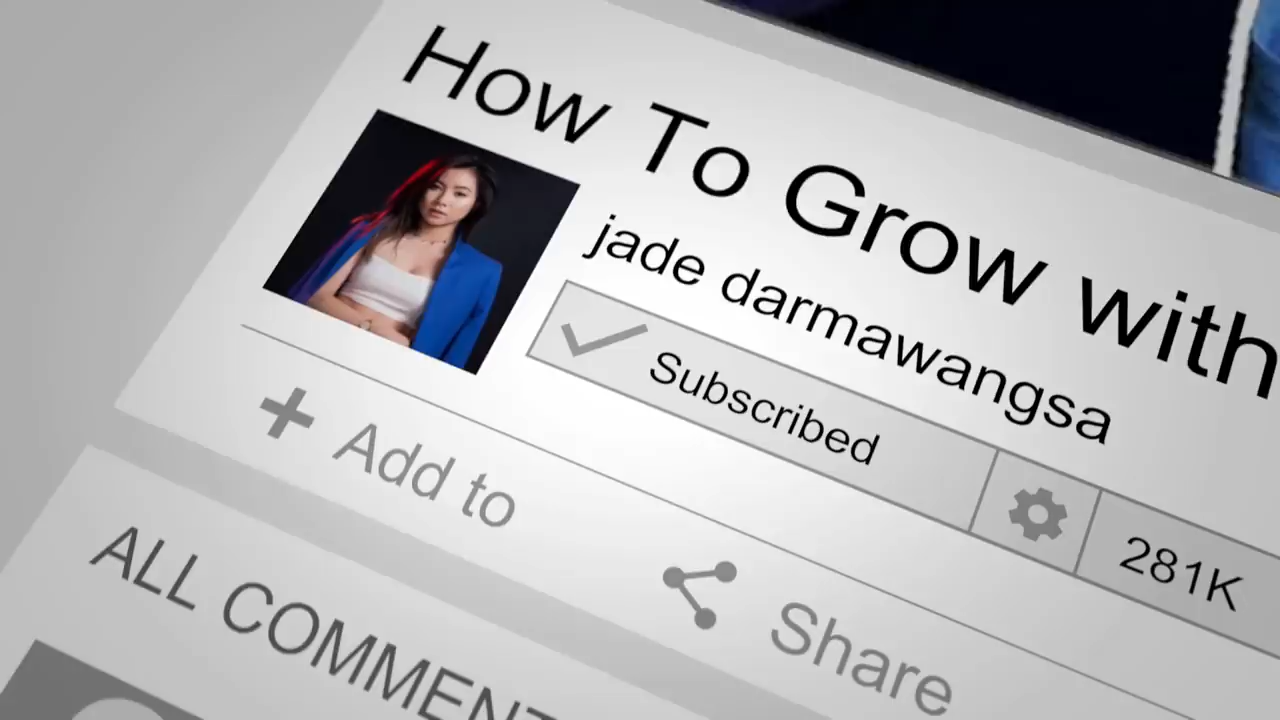 How To Grow with
jade darmawangsa
Subscribed
281K
Add to
Share
ALL COMMENT